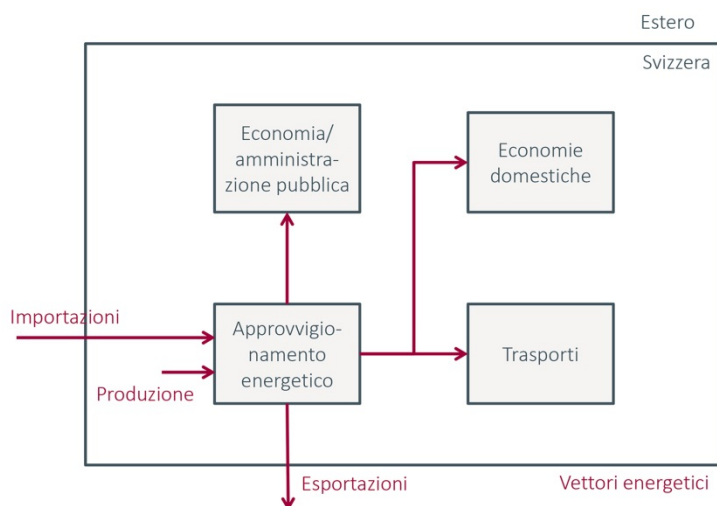 Estero
Svizzera
Economia/
amministra-
zione pubblica
Economie
domestiche
Importazioni
Approvvigio-
namento
energetico
Trasporti
Produzione
Esportazioni
Vettori energetici